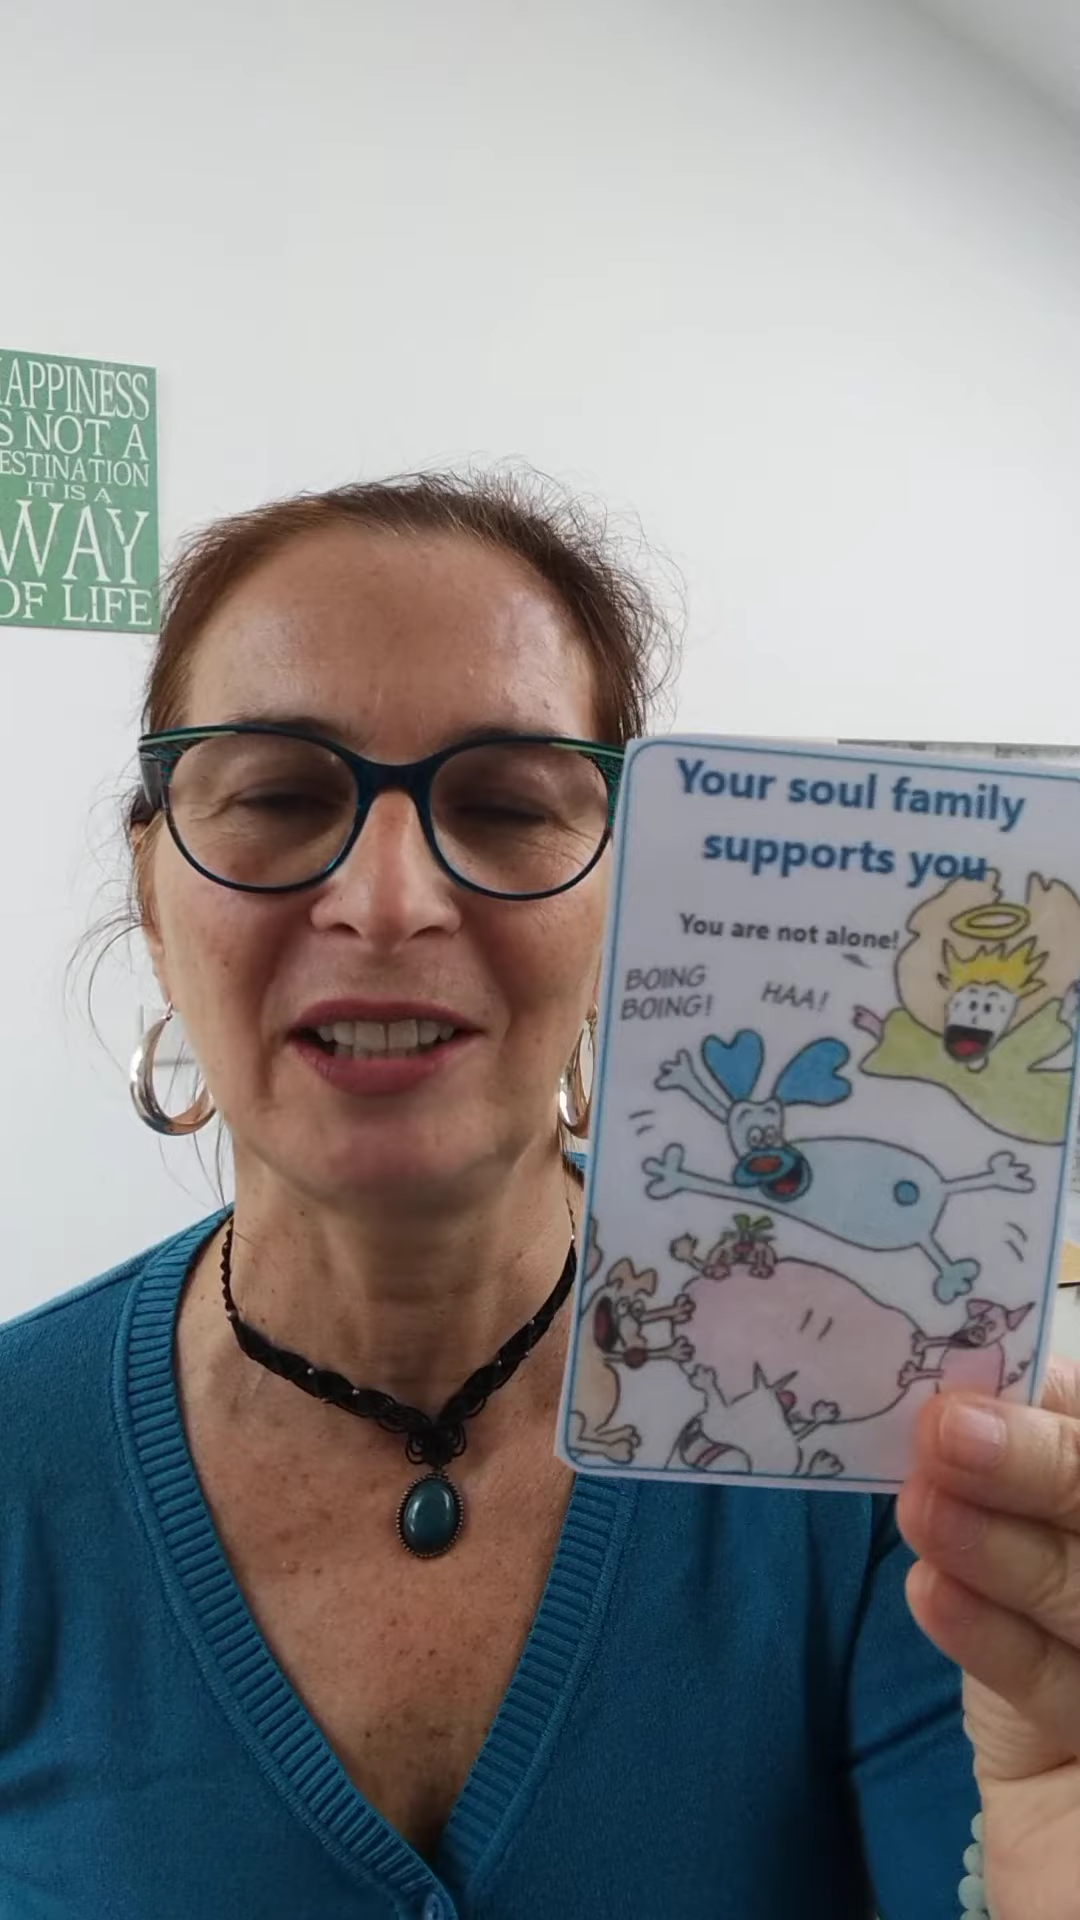 APPINESS
S NOT A
ESTINATION
IT IS A
WAY
OF LIFE
Your soul family
supports you
You are not alone!
BOING
BOING!
HAA!